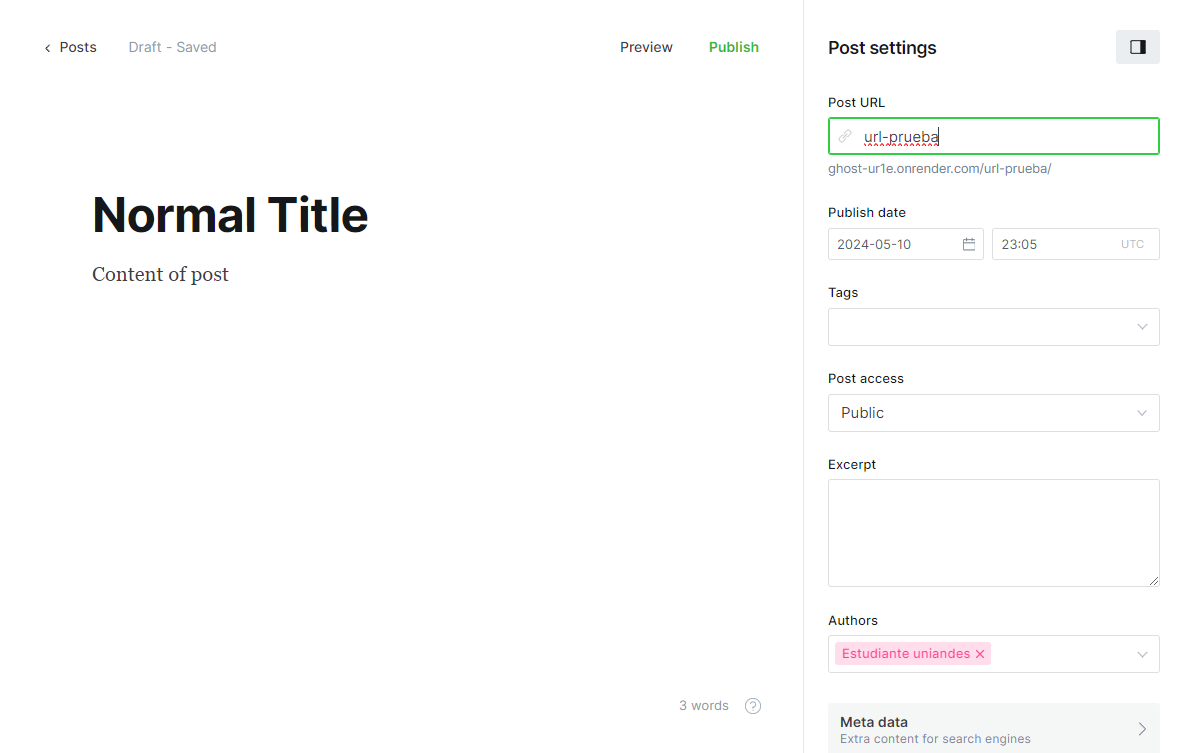 Posts
Draft - Saved
Preview
Publish
Normal Title
Content of post
3 words
?
Post settings
Post URL
url-prueba
ghost-ur1e.onrender.com/url-prueba/
Publish date
2024-05-10
23:05
UTC
Tags
Post access
Public
Excerpt
Authors
Estudiante uniandes ×
Meta data
Extra content for search engines